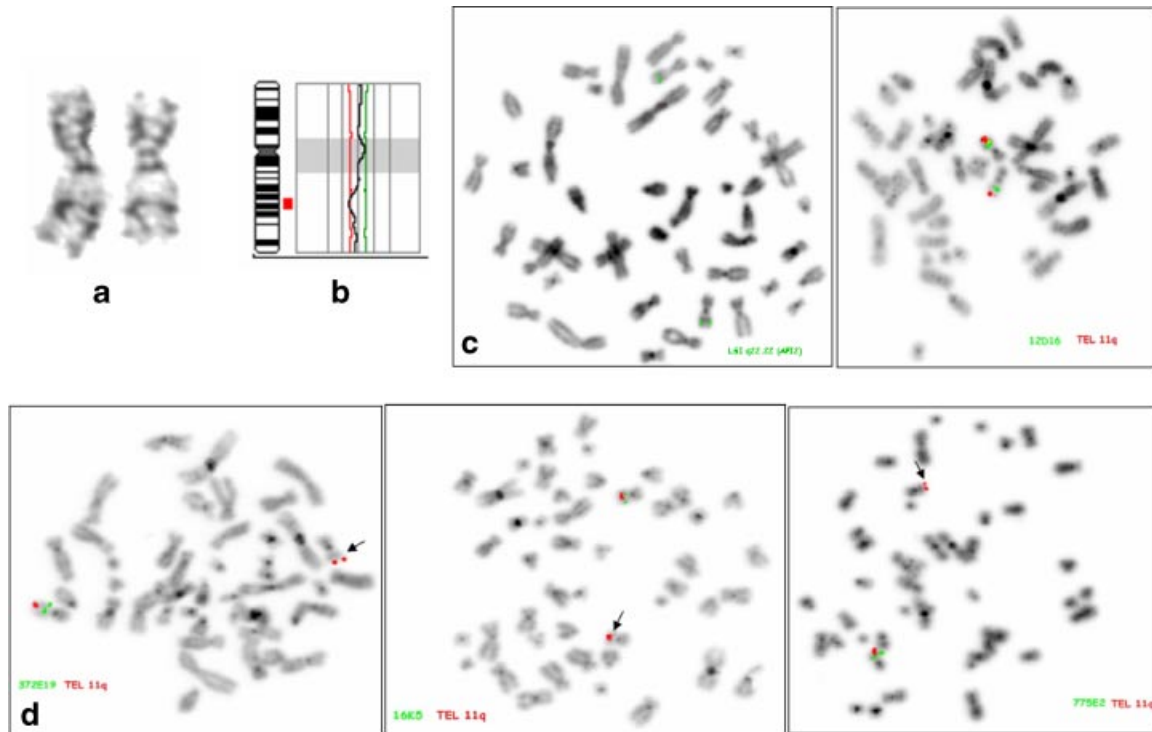 a
b
c
LSI q22.22 (API2)
12D16 TEL 11q
d
372E19 TEL 11q
16K5 TEL 11q
775E2 TEL 11q